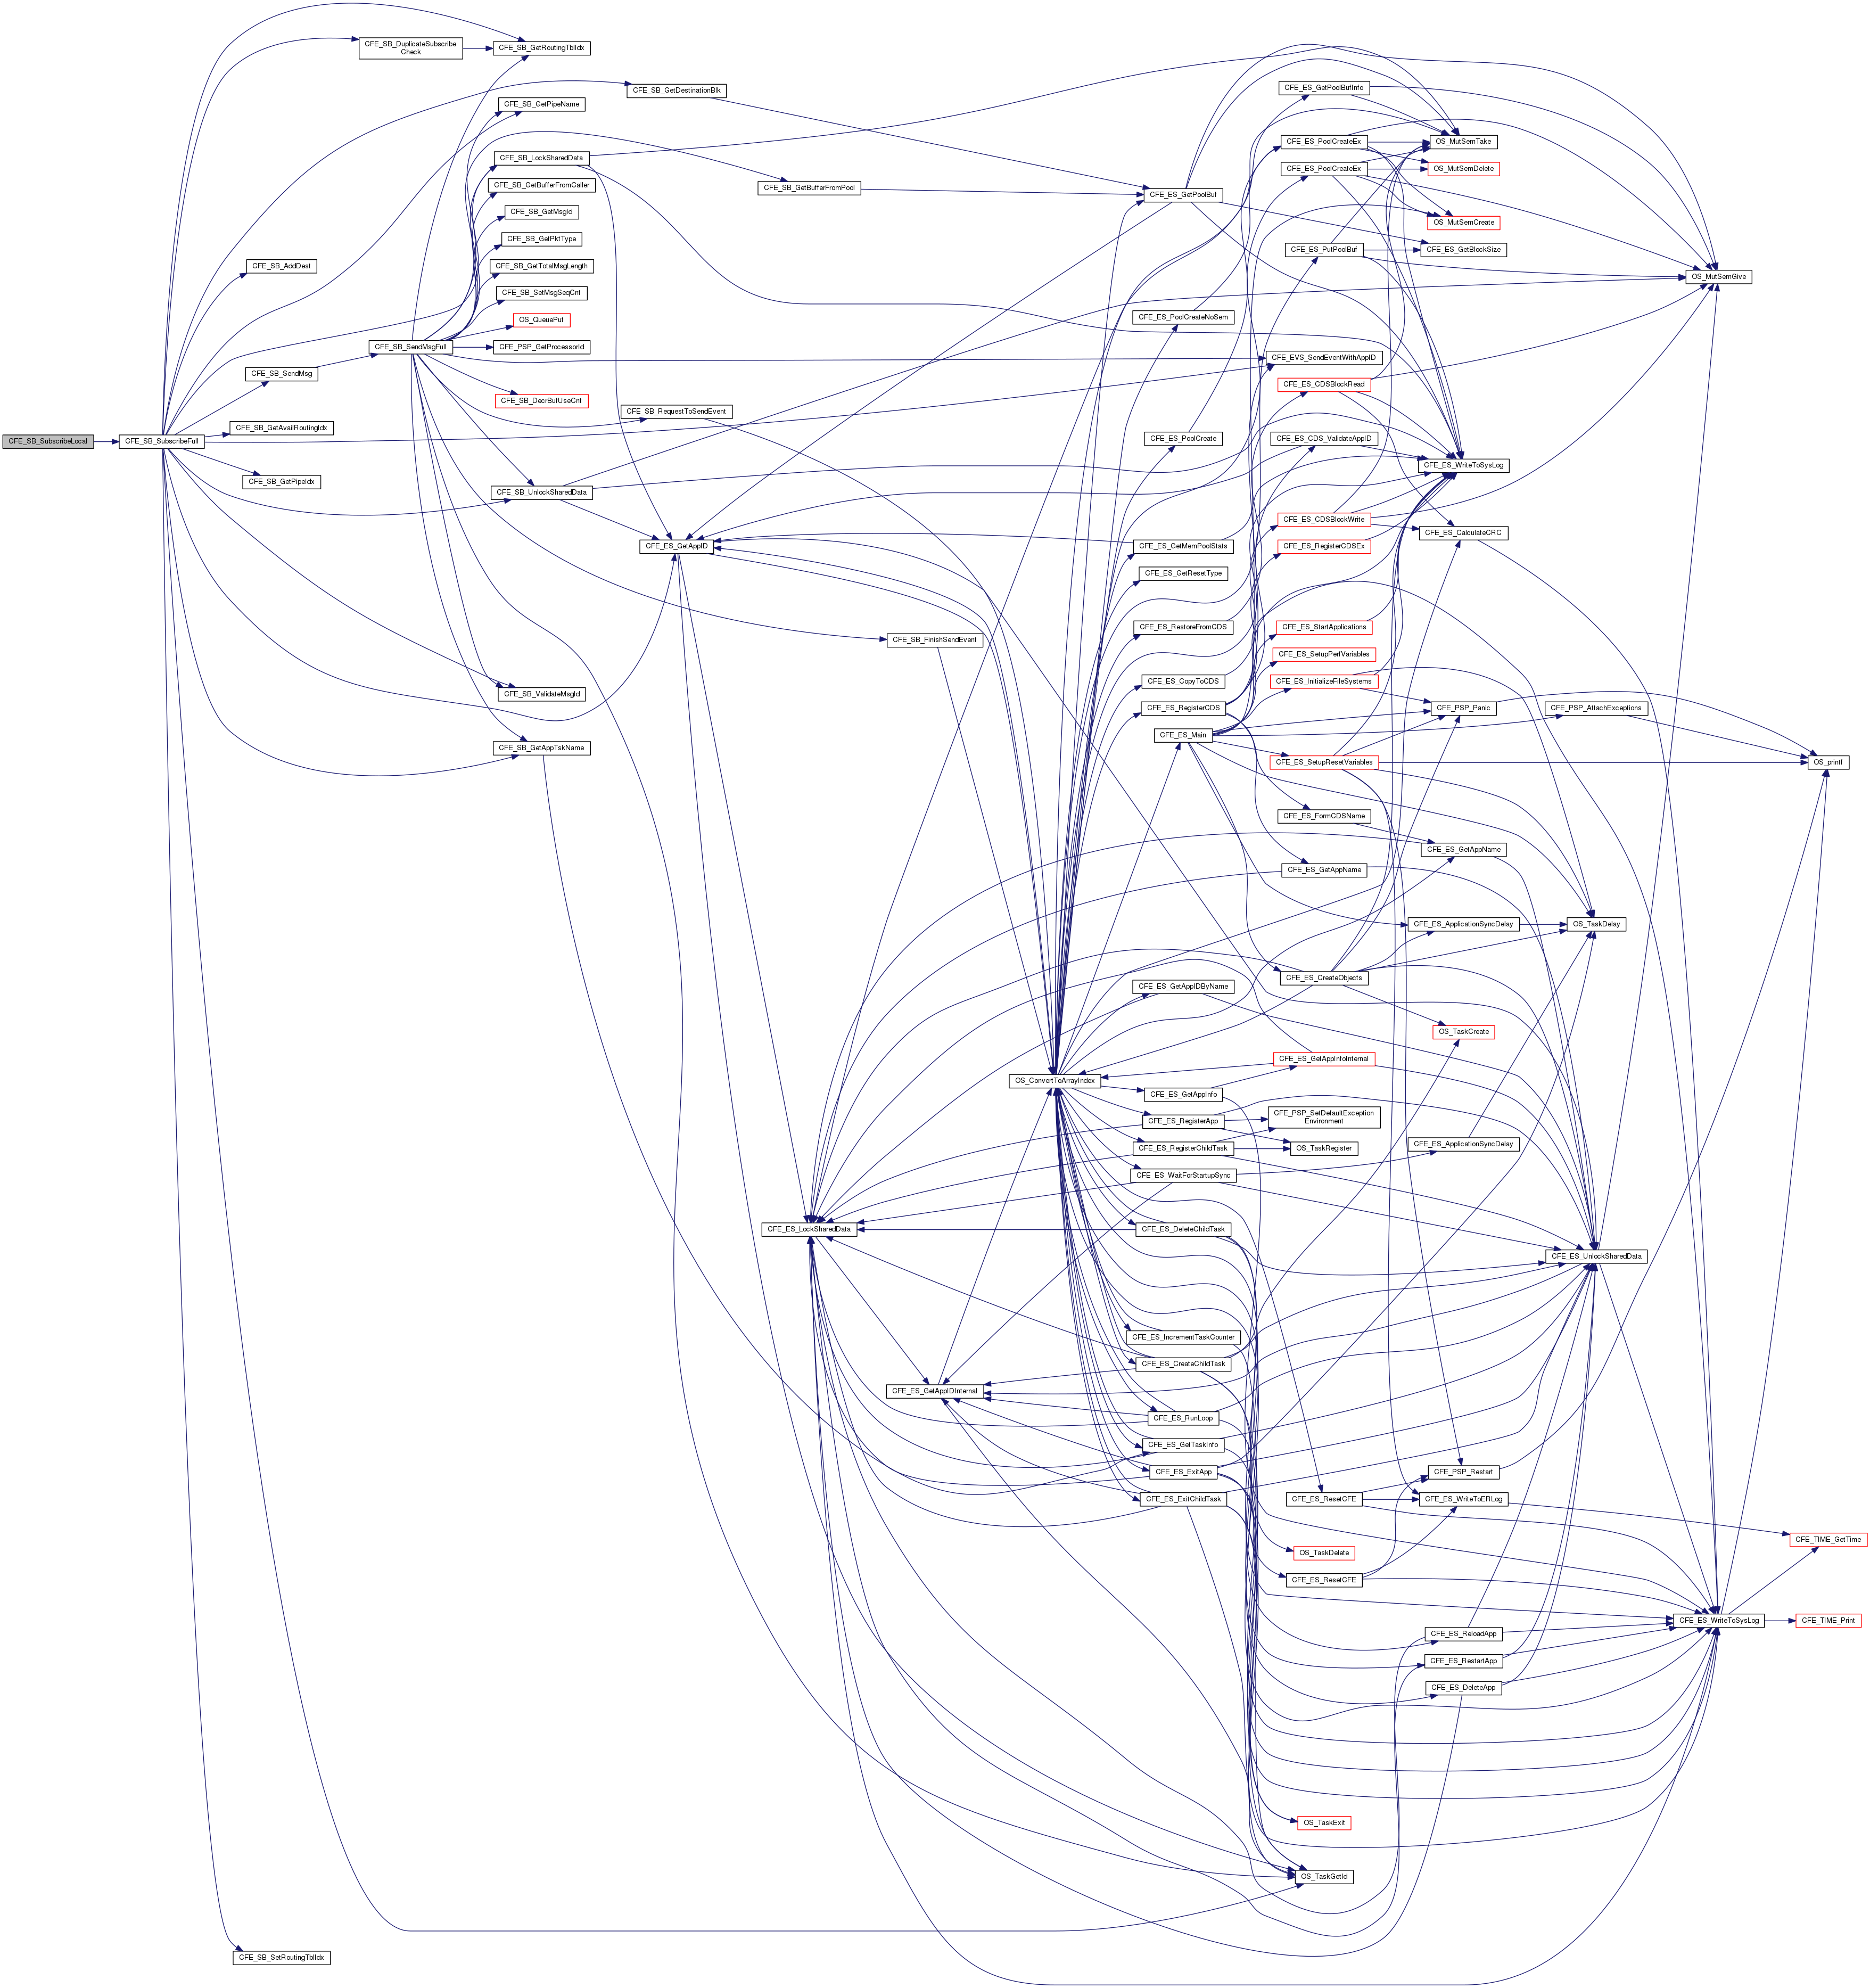 CFE_SB_SubscribeLocal
CFE_SB_SubscribeFull
CFE_SB_DuplicateSubscribe
Check
CFE_SB_GetRoutingTblIdx
CFE_SB_AddDest
CFE_SB_SendMsg
CFE_SB_GetAvailRoutingIdx
CFE_SB_GetPipeIdx
CFE_SB_SetRoutingTblIdx
CFE_SB_SendMsgFull
CFE_SB_GetPipeName
CFE_SB_LockSharedData
CFE_SB_GetBufferFromCaller
CFE_SB_GetMsgId
CFE_SB_GetPktType
CFE_SB_GetTotalMsgLength
CFE_SB_SetMsgSeqCnt
OS_QueuePut
CFE_PSP_GetProcessorId
CFE_SB_DecrBufUseCnt
CFE_SB_UnlockSharedData
CFE_SB_ValidateMsgId
CFE_SB_GetAppTskName
CFE_SB_GetDestinationBlk
CFE_SB_RequestToSendEvent
CFE_ES_GetAppID
CFE_SB_GetBufferFromPool
CFE_ES_LockSharedData
CFE_SB_FinishSendEvent
CFE_ES_GetAppIDInternal
OS_ConvertToArrayIndex
CFE_ES_GetPoolBuf
CFE_ES_PoolCreateNoSem
CFE_ES_PoolCreate
CFE_ES_GetMemPoolStats
CFE_ES_GetResetType
CFE_ES_RestoreFromCDS
CFE_ES_CopyToCDS
CFE_ES_RegisterCDS
CFE_ES_Main
CFE_ES_GetAppIDByName
CFE_ES_GetAppInfo
CFE_ES_RegisterApp
CFE_ES_RegisterChildTask
CFE_ES_WaitForStartupSync
CFE_ES_DeleteChildTask
CFE_ES_IncrementTaskCounter
CFE_ES_CreateChildTask
CFE_ES_RunLoop
CFE_ES_GetTaskInfo
CFE_ES_ExitApp
CFE_ES_ExitChildTask
CFE_ES_GetPoolBufInfo
CFE_ES_PoolCreateEx
CFE_ES_PoolCreateEx
CFE_ES_PutPoolBuf
CFE_EVS_SendEventWithAppID
CFE_ES_CDSBlockRead
CFE_ES_CDS_ValidateAppID
CFE_ES_CDSBlockWrite
CFE_ES_RegisterCDSEx
CFE_ES_StartApplications
CFE_ES_SetupPerfVariables
CFE_ES_InitializeFileSystems
CFE_ES_SetupResetVariables
CFE_ES_FormCDSName
CFE_ES_GetAppName
CFE_ES_CreateObjects
CFE_ES_GetAppInfoInternal
CFE_PSP_SetDefaultException
Environment
OS_TaskRegister
CFE_ES_ResetCFE
OS_TaskDelete
CFE_ES_ResetCFE
OS_TaskExit
OS_TaskGetId
OS_MutSemTake
OS_MutSemDelete
OS_MutSemCreate
CFE_ES_GetBlockSize
CFE_ES_WriteToSysLog
CFE_ES_CalculateCRC
CFE_PSP_Panic
CFE_ES_GetAppName
CFE_ES_ApplicationSyncDelay
OS_TaskCreate
CFE_ES_ApplicationSyncDelay
CFE_PSP_Restart
CFE_ES_WriteToERLog
CFE_ES_ReloadApp
CFE_ES_RestartApp
CFE_ES_DeleteApp
CFE_PSP_AttachExceptions
OS_TaskDelay
CFE_ES_UnlockSharedData
OS_MutSemGive
CFE_ES_WriteToSysLog
OS_printf
CFE_TIME_GetTime
CFE_TIME_Print